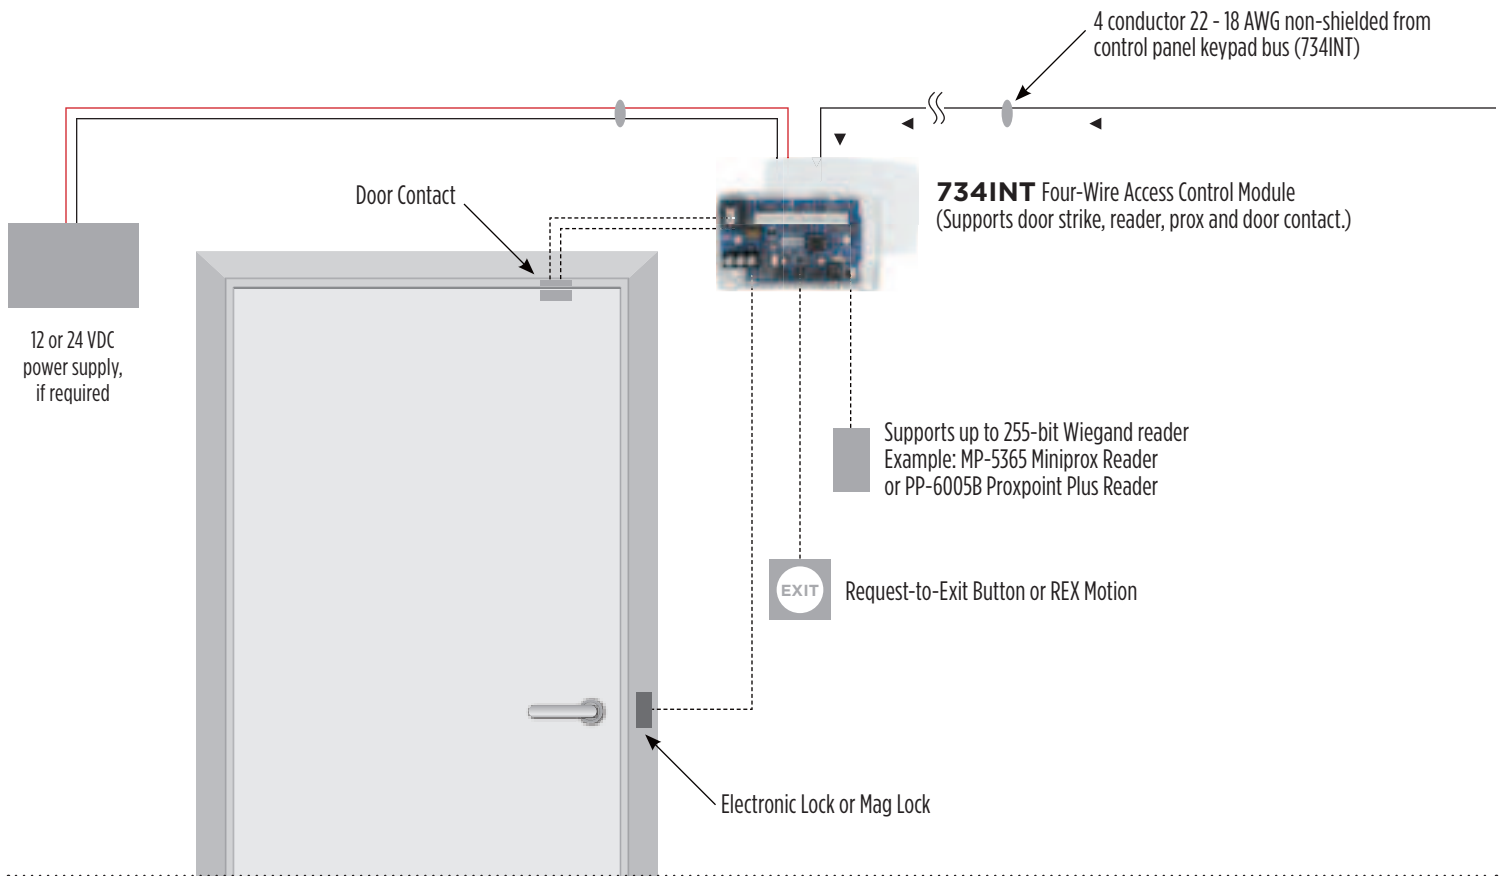 4 conductor 22 - 18 AWG non-shielded from
control panel keypad bus (734INT)
Door Contact
734INT Four-Wire Access Control Module
(Supports door strike, reader, prox and door contact.)
12 or 24 VDC
power supply,
if required
Supports up to 255-bit Wiegand reader
Example: MP-5365 Miniprox Reader
or PP-6005B Proxpoint Plus Reader
EXIT
Request-to-Exit Button or REX Motion
Electronic Lock or Mag Lock